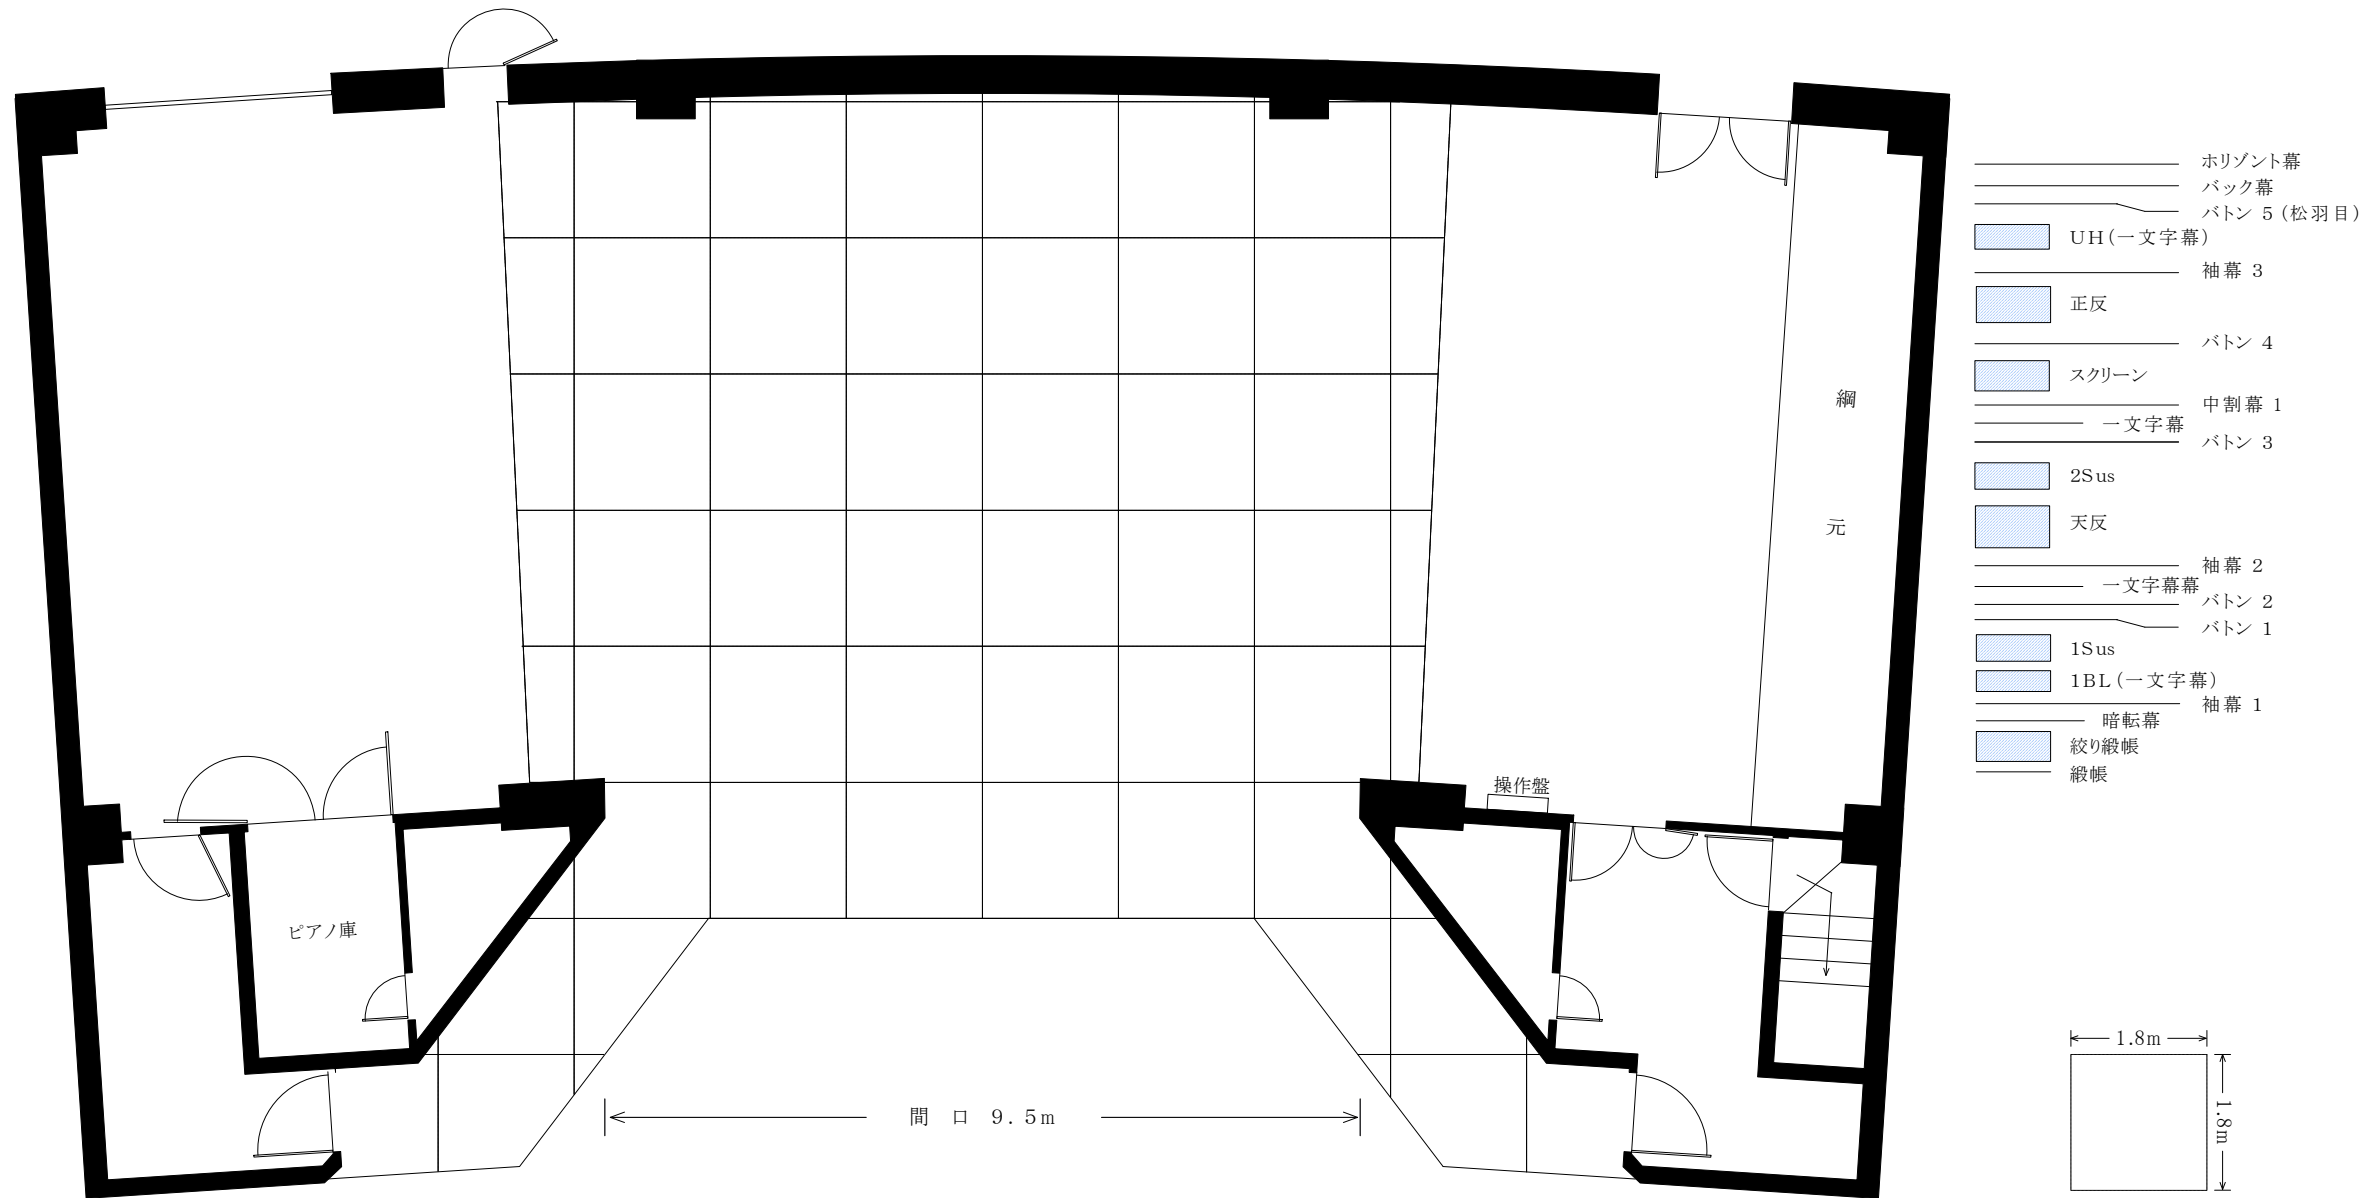 ホリゾント幕
バック幕
バトン 5 (松羽目)
UH(一文字幕)
袖幕 3
正反
バトン 4
スクリーン
中割幕 1
一文字幕
バトン 3
2Sus
天反
袖幕 2
一文字幕幕
バトン 2
バトン 1
1Sus
1BL(一文字幕)
袖幕 1
暗転幕
絞り緞帳
緞帳
綱
元
操作盤
ピアノ庫
間 口 9.5m
1.8m
1.8m